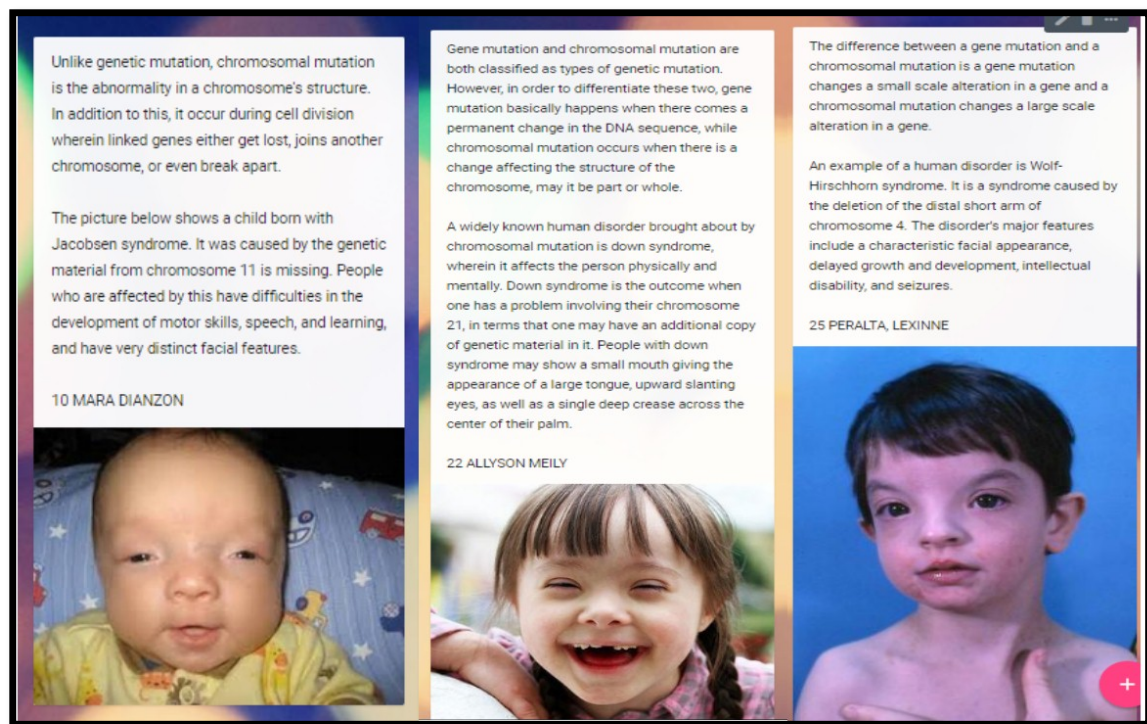 Unlike genetic mutation, chromosomal mutation
is the abnormality in a chromosome's structure.
In addition to this, it occur during cell division
wherein linked genes either get lost, joins another
chromosome, or even break apart.
The picture below shows a child born with
Jacobsen syndrome. It was caused by the genetic
material from chromosome 11 is missing. People
who are affected by this have difficulties in the
development of motor skills, speech, and learning,
and have very distinct facial features.
10 MARA DIANZON
Gene mutation and chromosomal mutation are
both classified as types of genetic mutation.
However, in order to differentiate these two, gene
mutation basically happens when there comes a
permanent change in the DNA sequence, while
chromosomal mutation occurs when there is a
change affecting the structure of the
chromosome, may it be part or whole.
A widely known human disorder brought about by
chromosomal mutation is down syndrome,
wherein it affects the person physically and
mentally. Down syndrome is the outcome when
one has a problem involving their chromosome
21, in terms that one may have an additional copy
of genetic material in it. People with down
syndrome may show a small mouth giving the
appearance of a large tongue, upward slanting
eyes, as well as a single deep crease across the
center of their palm.
22 ALLYSON MEILY
The difference between a gene mutation and a
chromosomal mutation is a gene mutation
changes a small scale alteration in a gene and a
chromosomal mutation changes a large scale
alteration in a gene.
An example of a human disorder is Wolf-
Hirschhorn syndrome. It is a syndrome caused by
the deletion of the distal short arm of
chromosome 4. The disorder's major features
include a characteristic facial appearance,
delayed growth and development, intellectual
disability, and seizures.
25 PERALTA, LEXINNE